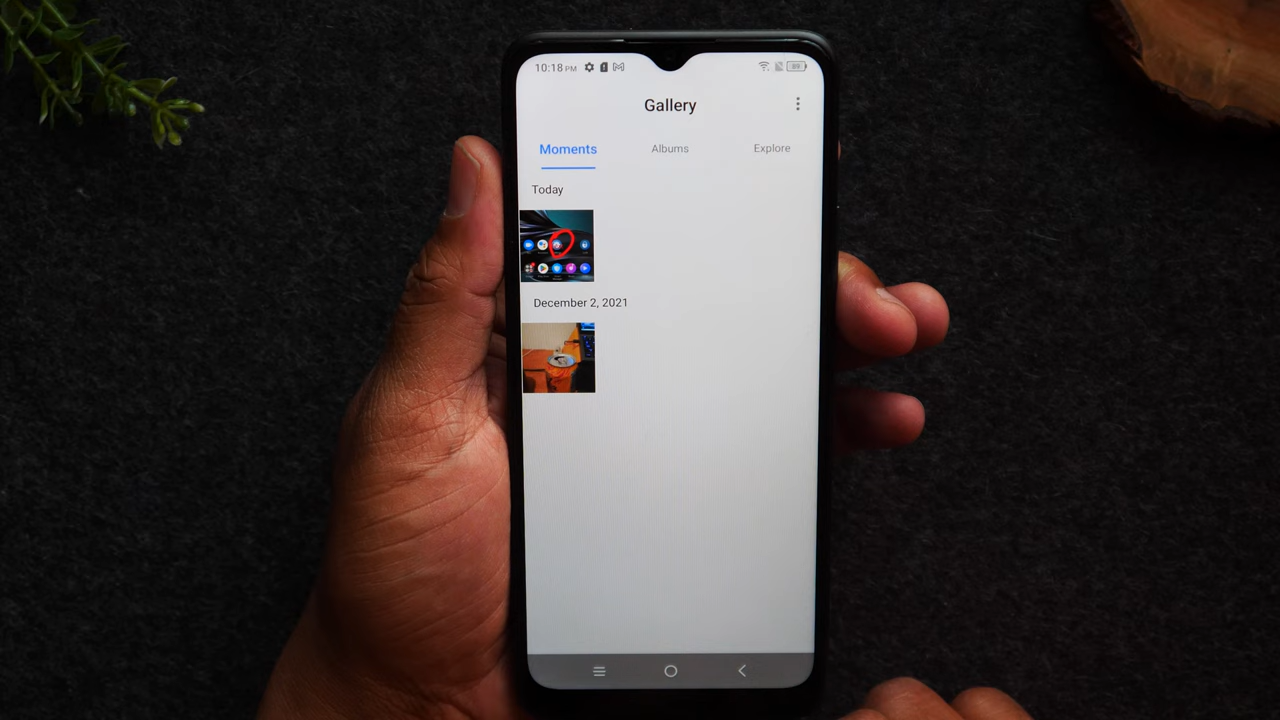 10:18 PM
Gallery
Moments Albums Explore
Today
December 2, 2021